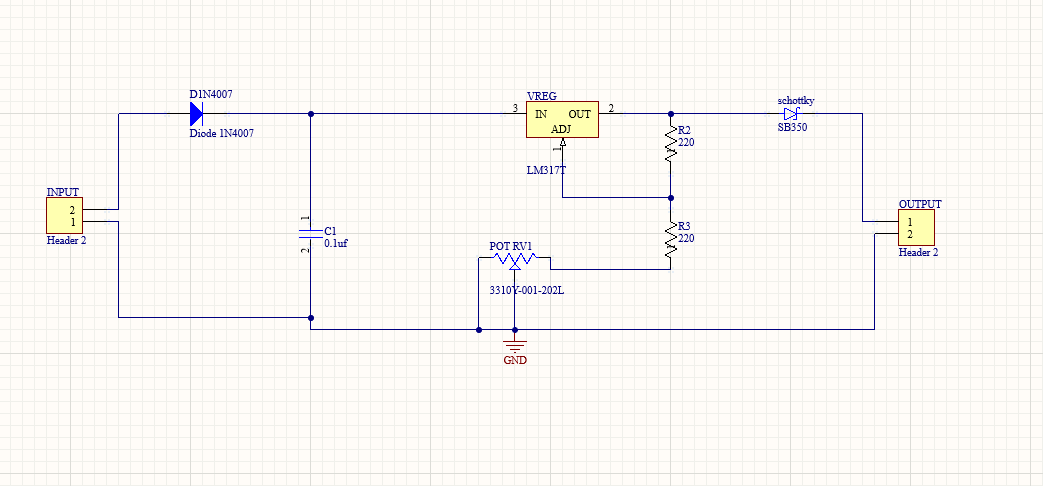 D1N4007
Diode 1N4007
VREG
3
IN
OUT
2
ADJ
1
LM317T
schottky
SB350
R2
220
INPUT
2
1
Header 2
1
C1
0.1uf
2
R3
220
POT RV1
3310Y-001-202L
OUTPUT
1
2
Header 2
GND